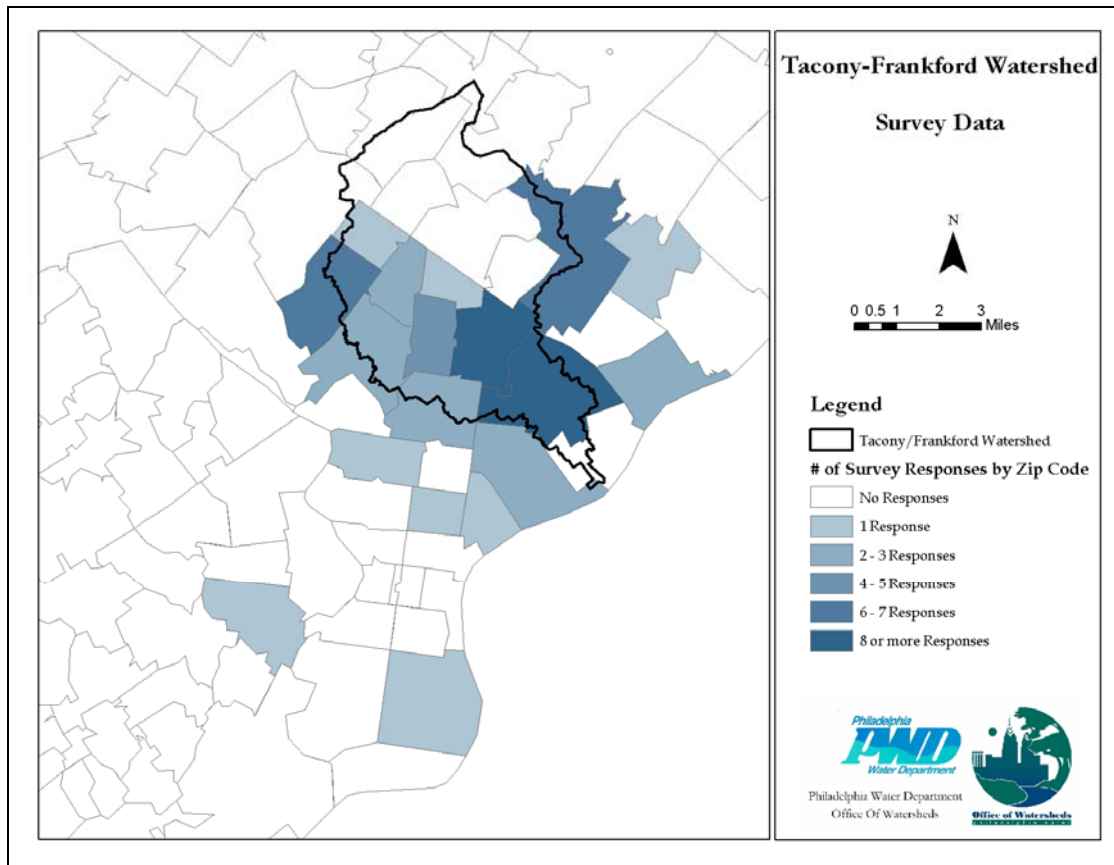 Tacony-Frankford Watershed
Survey Data
N
0 0.5 1 2 3
Miles
Legend
Tacony/Frankford Watershed
# of Survey Responses by Zip Code
No Responses
1 Response
2 - 3 Responses
4 - 5 Responses
6 - 7 Responses
8 or more Responses
Philadelphia
PWD
Water Department
Philadelphia Water Department
Office Of Watersheds
Office of Watersheds